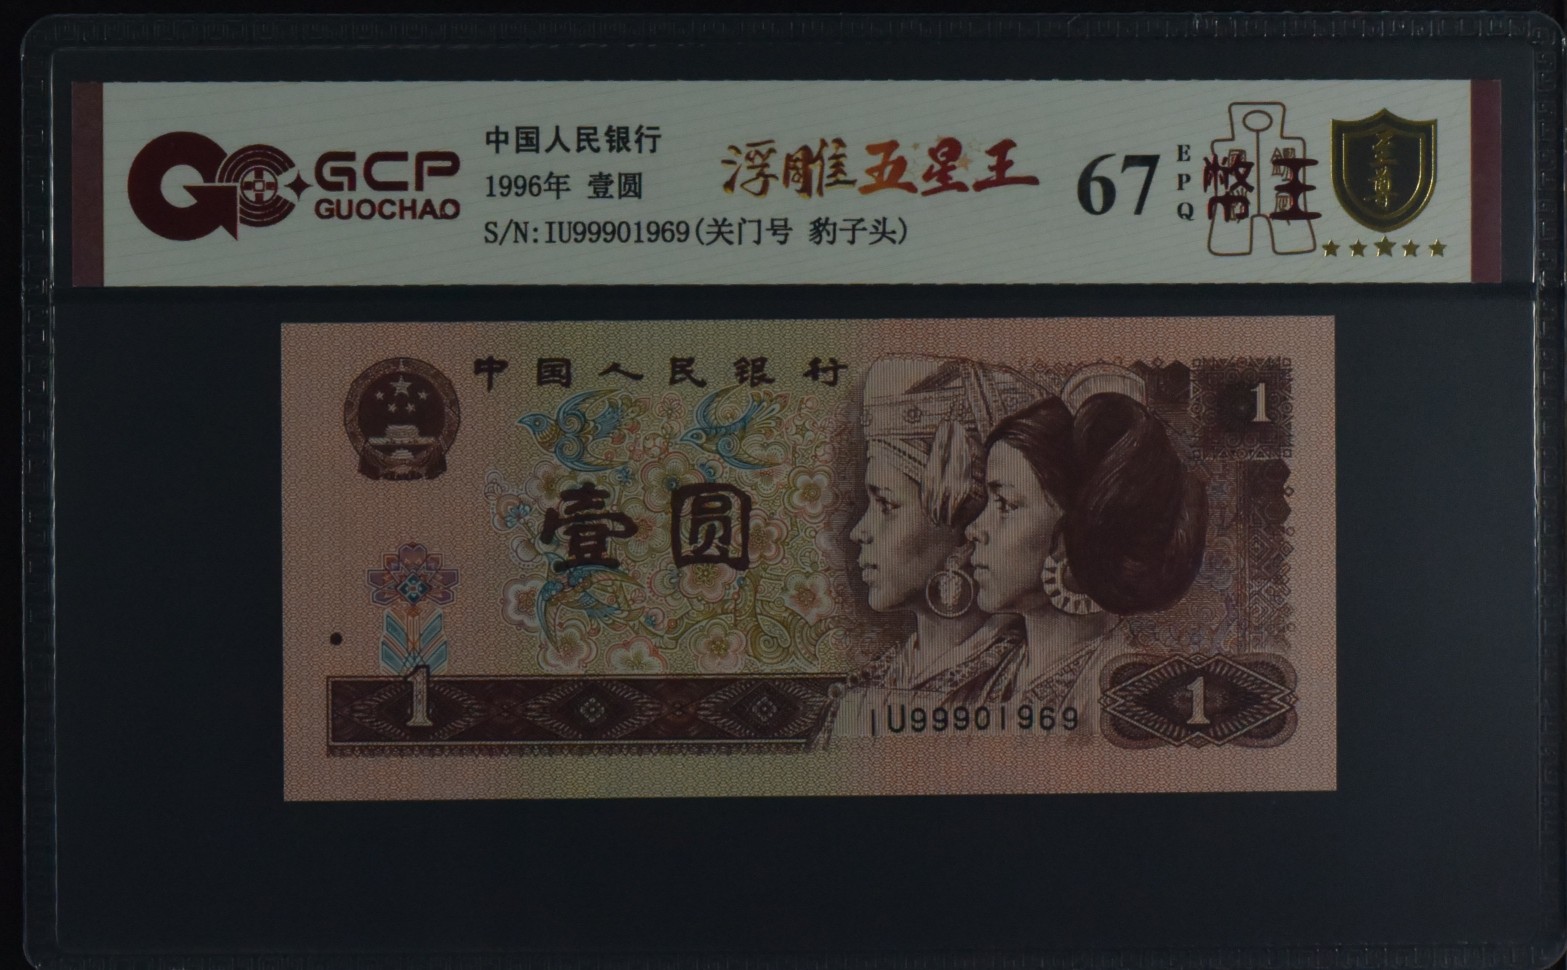 GCP
GUOCHAO
中国人民银行
1996年 壹圆
S/N:IU99901969(关门号 豹子头)
浮雕五星王
67
EPQ
至尊
中国人民银行
1
壹圆
1
IU99901969
1